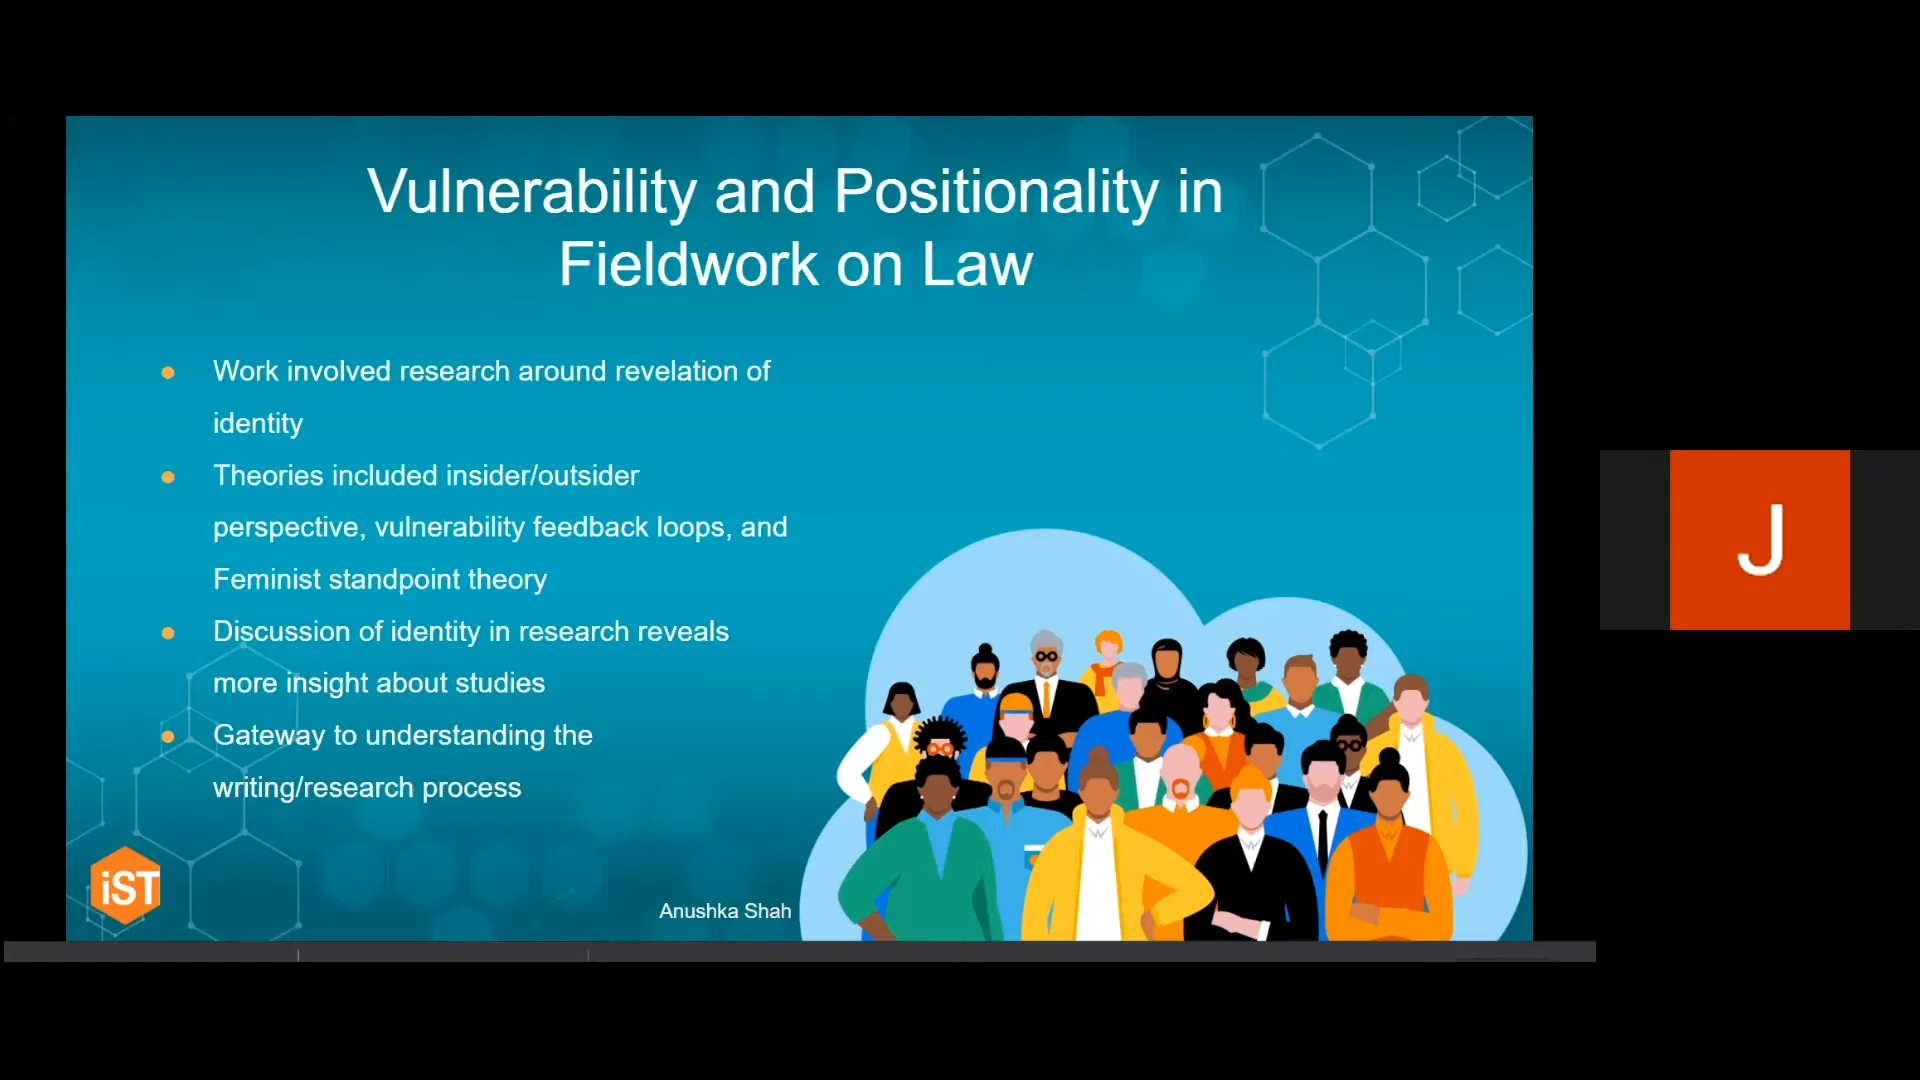 Vulnerability and Positionality in
Fieldwork on Law
● Work involved research around revelation of
identity
● Theories included insider/outsider
perspective, vulnerability feedback loops, and
Feminist standpoint theory
● Discussion of identity in research reveals
more insight about studies
● Gateway to understanding the
writing/research process
iST
Anushka Shah
J